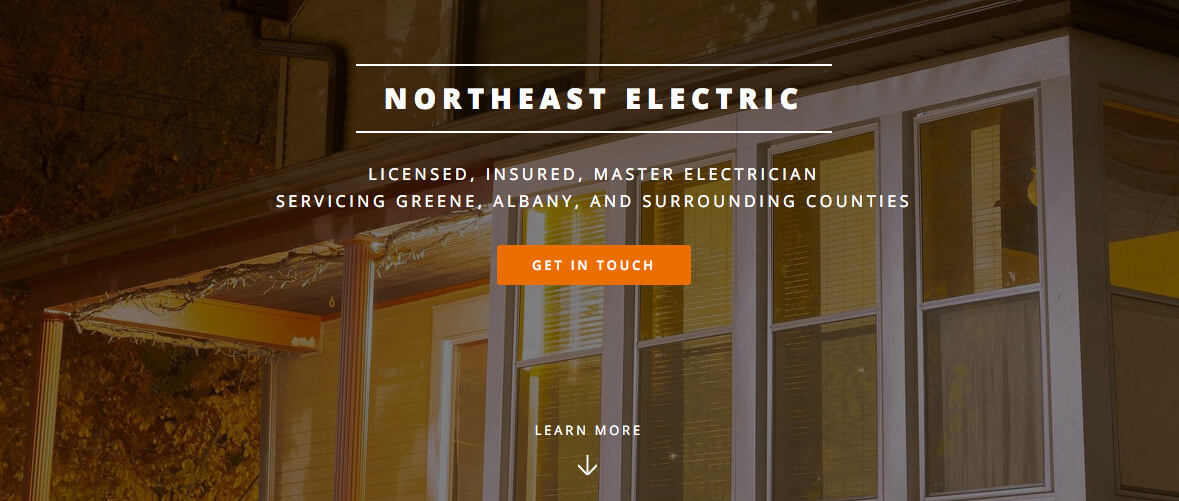 NORTHEAST ELECTRIC
LICENSED, INSURED, MASTER ELECTRICIAN
SERVICING GREENE, ALBANY, AND SURROUNDING COUNTIES
GET IN TOUCH
LEARN MORE